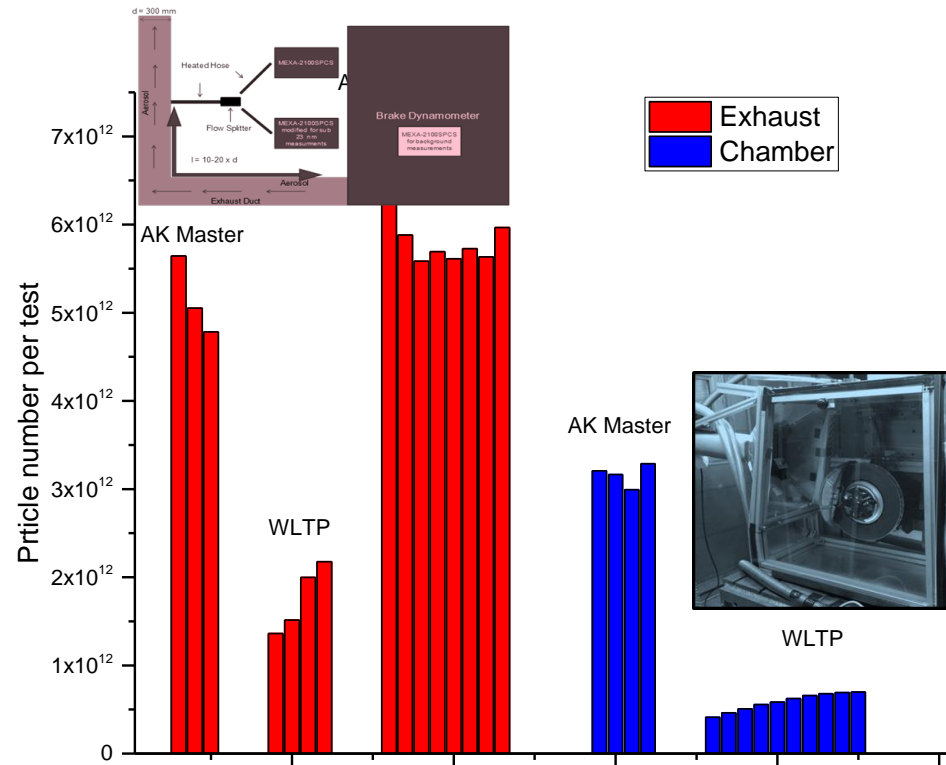 d = 300 mm
Heated Hose
MEXA-2100SPCS
A
Aerosol
Flow Splitter
MEXA-2100SPCS
modified for sub
23 nm
measurments
Brake Dynamometer
MEXA-2100SPCS
for background
measurements
l = 10-20 x d
Aerosol
Exhaust Duct
Exhaust
Chamber
Prticle number per test
7x10¹²
6x10¹²
5x10¹²
4x10¹²
3x10¹²
2x10¹²
1x10¹²
0
AK Master
WLTP
AK Master
WLTP